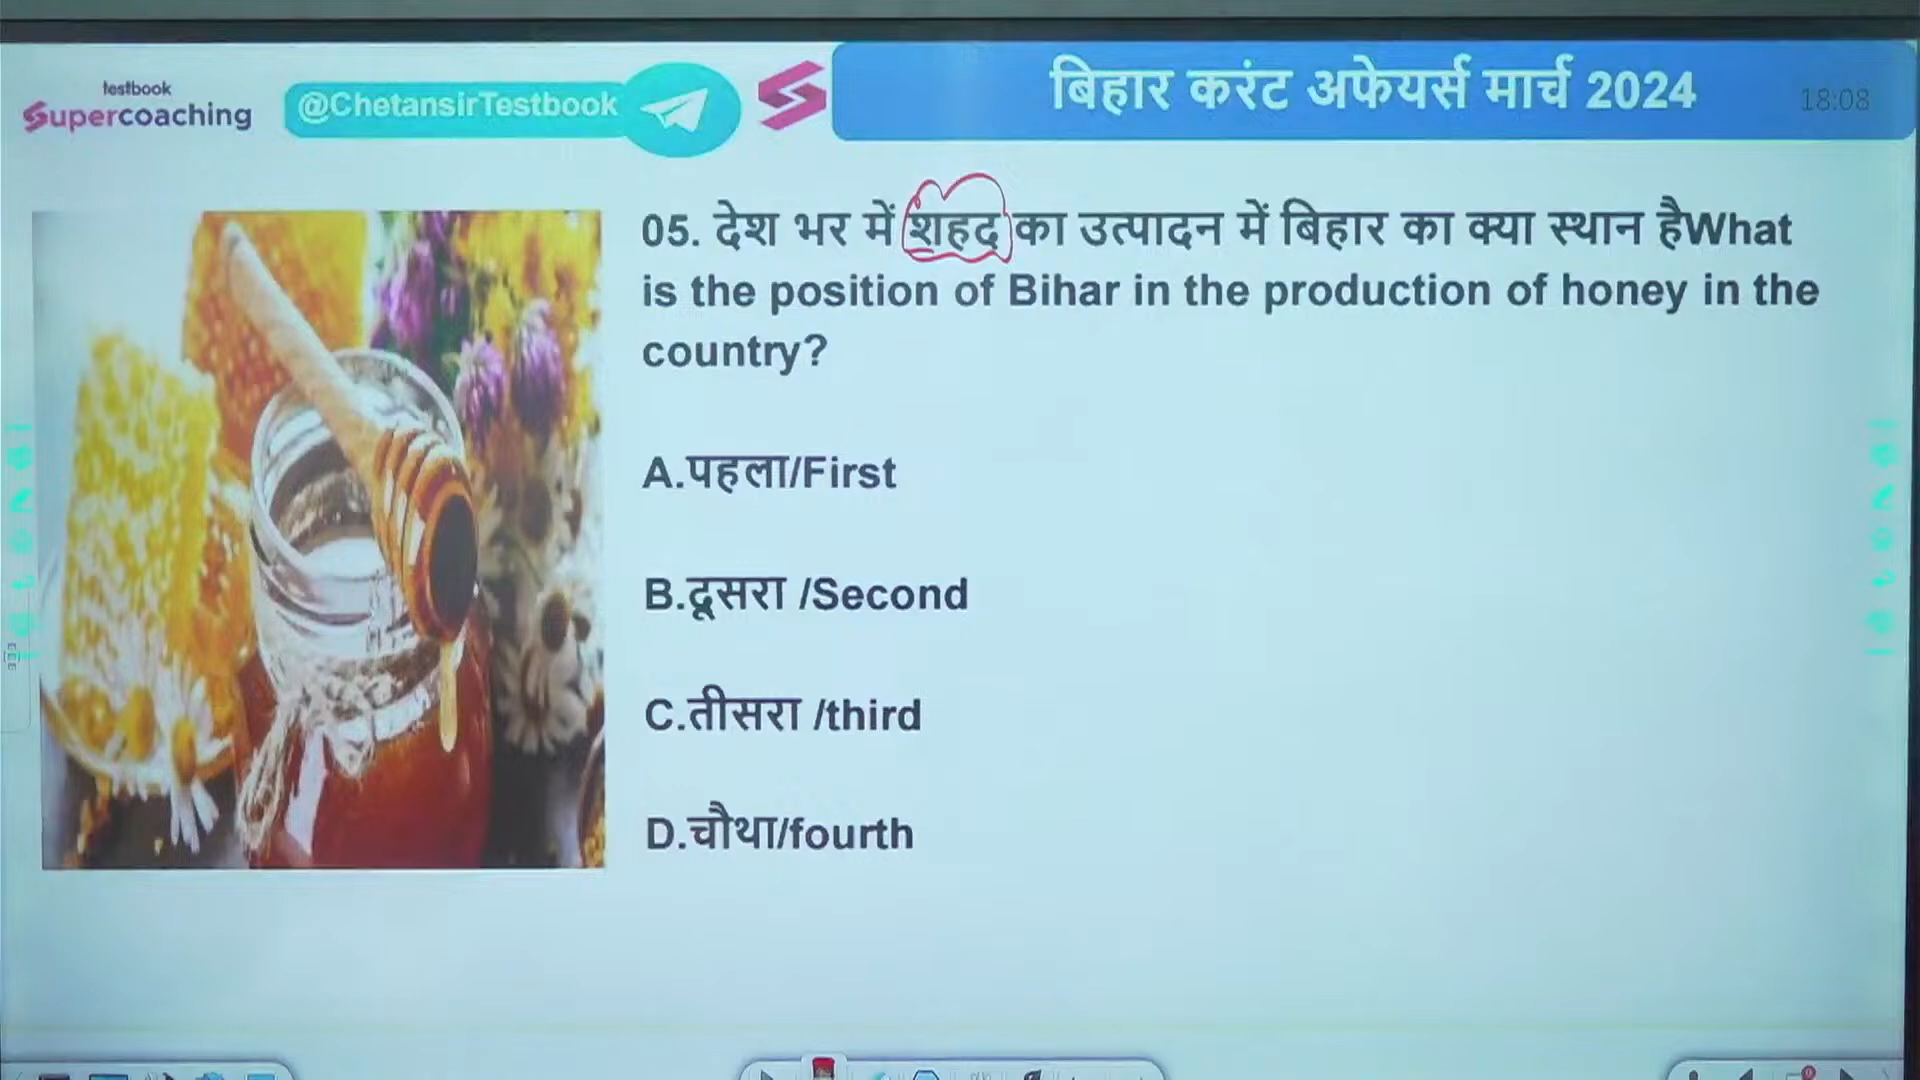 testbook
Supercoaching
@ChetansirTestbook
बिहार करंट अफेयर्स मार्च 2024
18:08
05. देश भर में शहद का उत्पादन में बिहार का क्या स्थान हैWhat
is the position of Bihar in the production of honey in the
country?
A.पहला/First
B.दूसरा /Second
C.तीसरा /third
D.चौथा/fourth